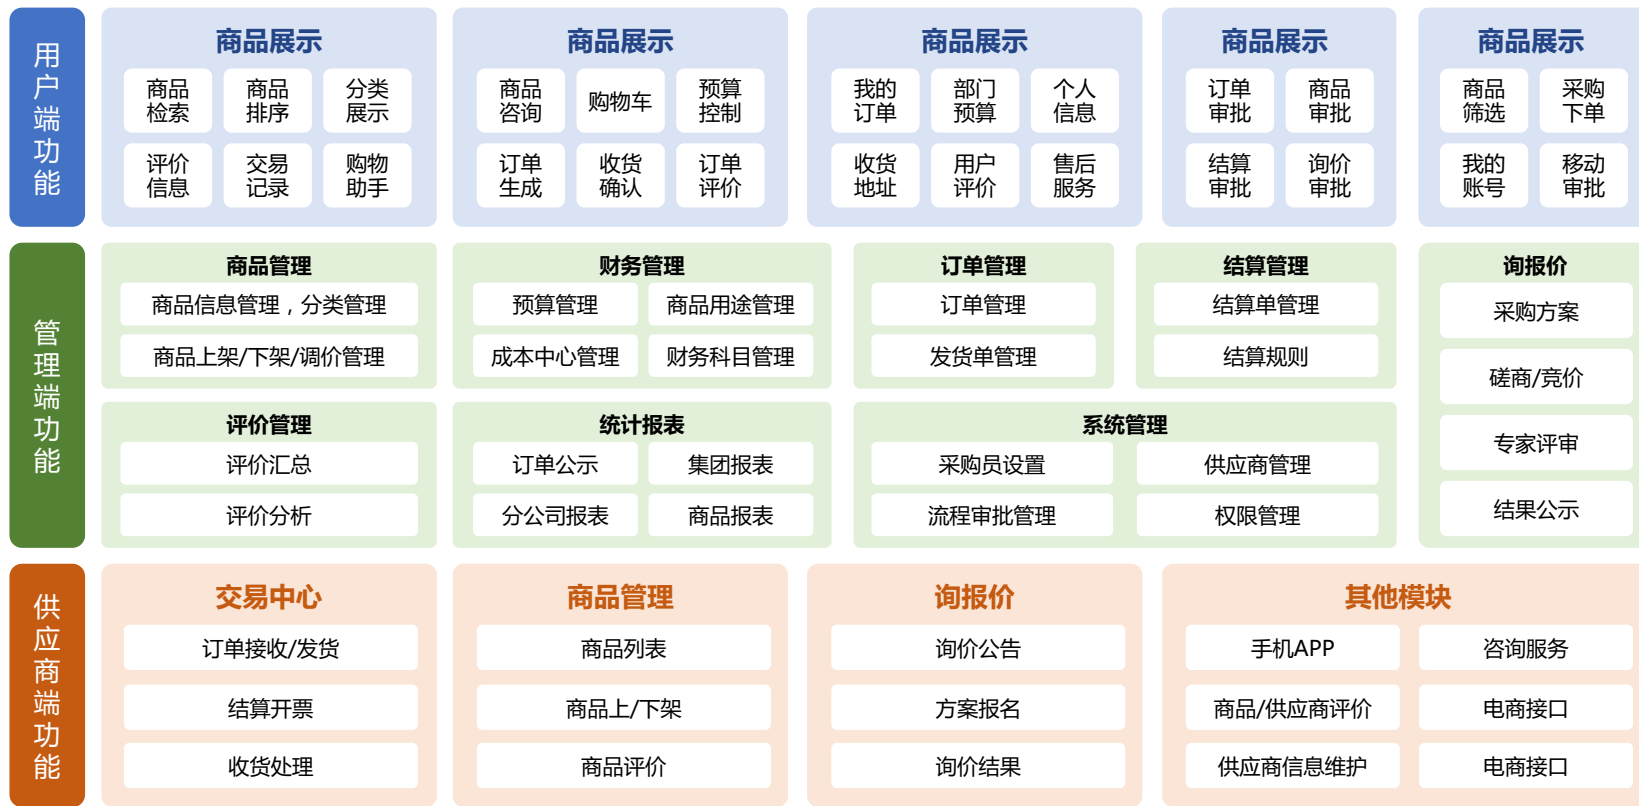 用户端功能
商品展示
商品
检索
商品
排序
分类
展示
评价
信息
交易
记录
购物
助手
商品展示
商品
咨询
购物车
预算
控制
订单
生成
收货
确认
订单
评价
商品展示
我的
订单
部门
预算
个人
信息
收货
地址
用户
评价
售后
服务
商品展示
订单
审批
商品
审批
结算
审批
询价
审批
商品展示
商品
筛选
采购
下单
我的
账号
移动
审批
管理端功能
商品管理
商品信息管理，分类管理
商品上架/下架/调价管理
财务管理
预算管理
商品用途管理
成本中心管理
财务科目管理
订单管理
订单管理
发货单管理
结算管理
结算单管理
结算规则
询报价
采购方案
磋商/竞价
专家评审
结果公示
评价管理
评价汇总
评价分析
统计报表
订单公示
集团报表
分公司报表
商品报表
系统管理
采购员设置
供应商管理
流程审批管理
权限管理
供应商端功能
交易中心
订单接收/发货
结算开票
收货处理
商品管理
商品列表
商品上/下架
商品评价
询报价
询价公告
方案报名
询价结果
其他模块
手机APP
咨询服务
商品/供应商评价
电商接口
供应商信息维护
电商接口